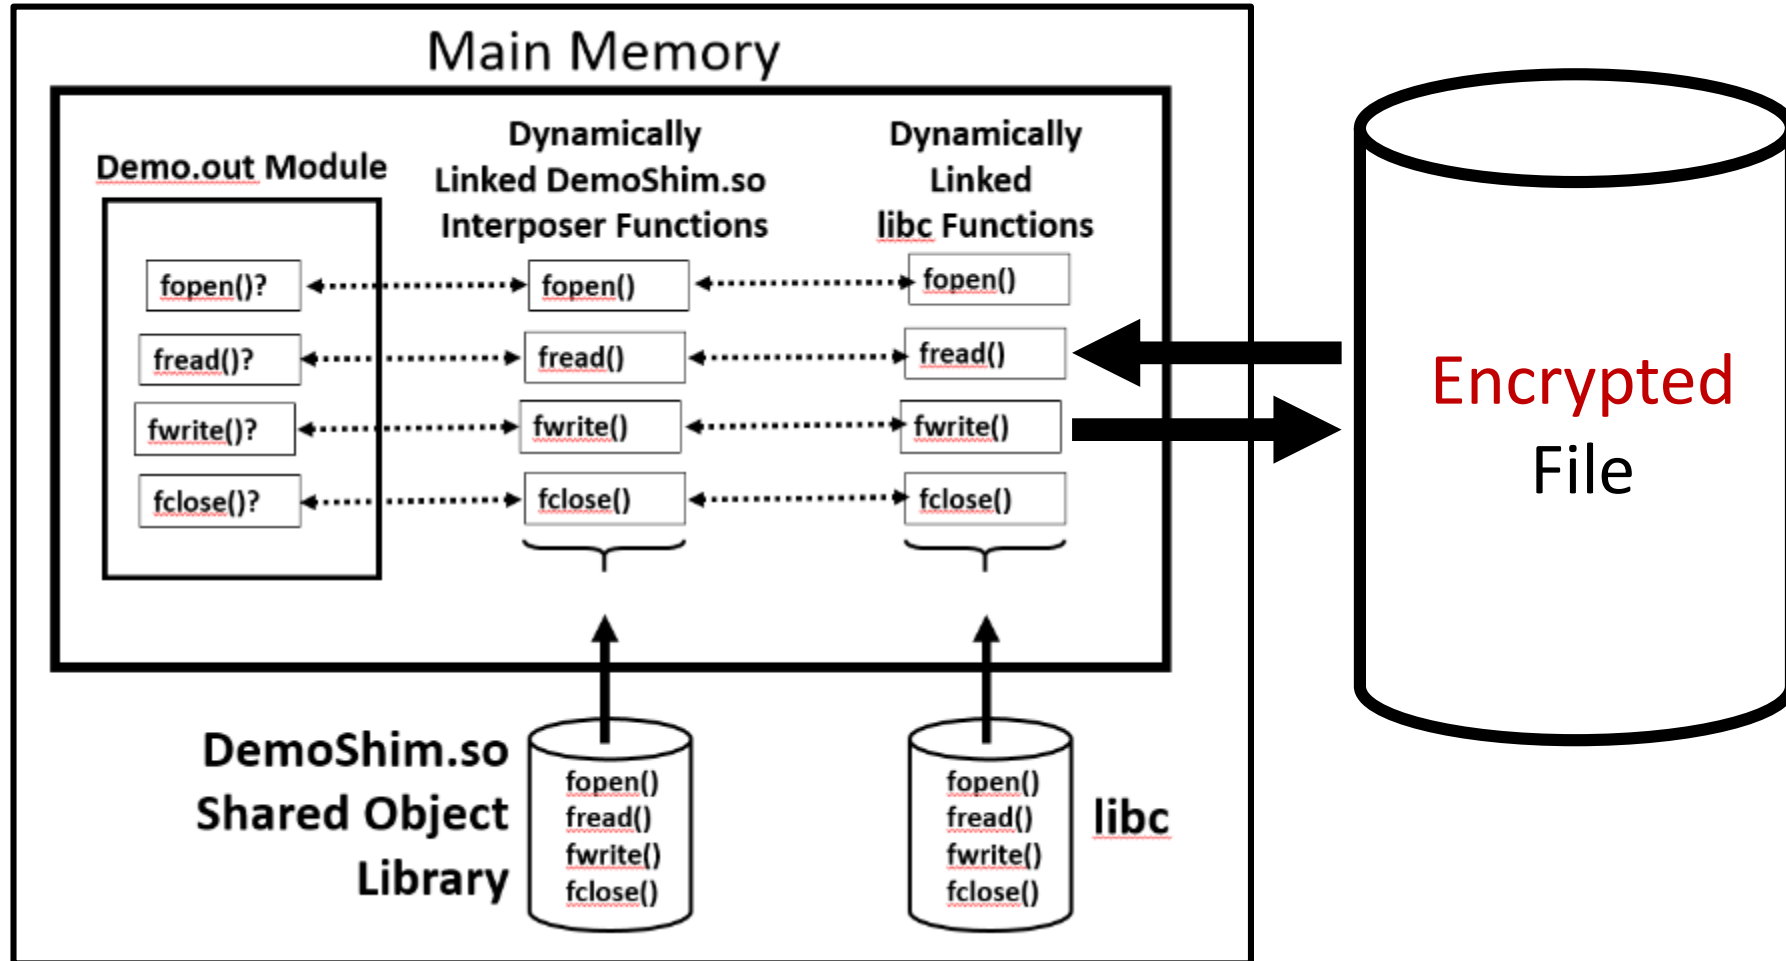 Main Memory
Demo.out Module
Dynamically
Linked DemoShim.so
Interposer Functions
Dynamically
Linked
libc Functions
fopen()?
fopen()
fopen()
fread()?
fread()
fread()
fwrite()?
fwrite()
fwrite()
fclose()?
fclose()
fclose()
Encrypted
File
DemoShim.so
Shared Object
Library
fopen()
fread()
fwrite()
fclose()
fopen()
fread()
fwrite()
fclose()
libc